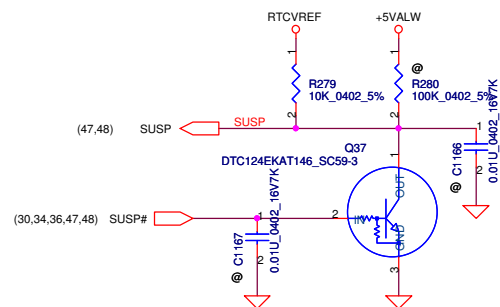 RTCVREF
+5VALW
1
1
@
R279
10K_0402_5%
R280
100K_0402_5%
2
2
(47,48)
SUSP
SUSP
1
2
@
C1166
0.01U_0402_16V7K
Q37
DTC124EKAT146_SC59-3
1
OUT
IN
GND
2
3
(30,34,36,47,48)
SUSP#
1
2
@
C1167
0.01U_0402_16V7K